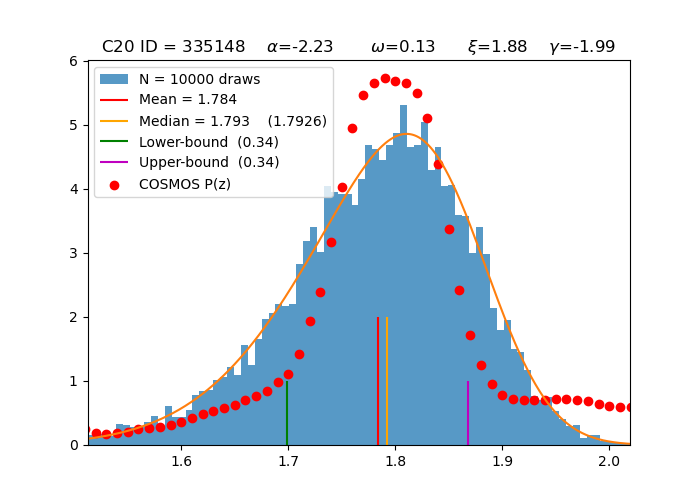 C20 ID = 335148 α=-2.23 ω=0.13 ξ=1.88 γ=-1.99
N = 10000 draws
Mean = 1.784
Median = 1.793 (1.7926)
Lower-bound (0.34)
Upper-bound (0.34)
COSMOS P(z)
6
5
4
3
2
1
0
1.6 1.7 1.8 1.9 2.0